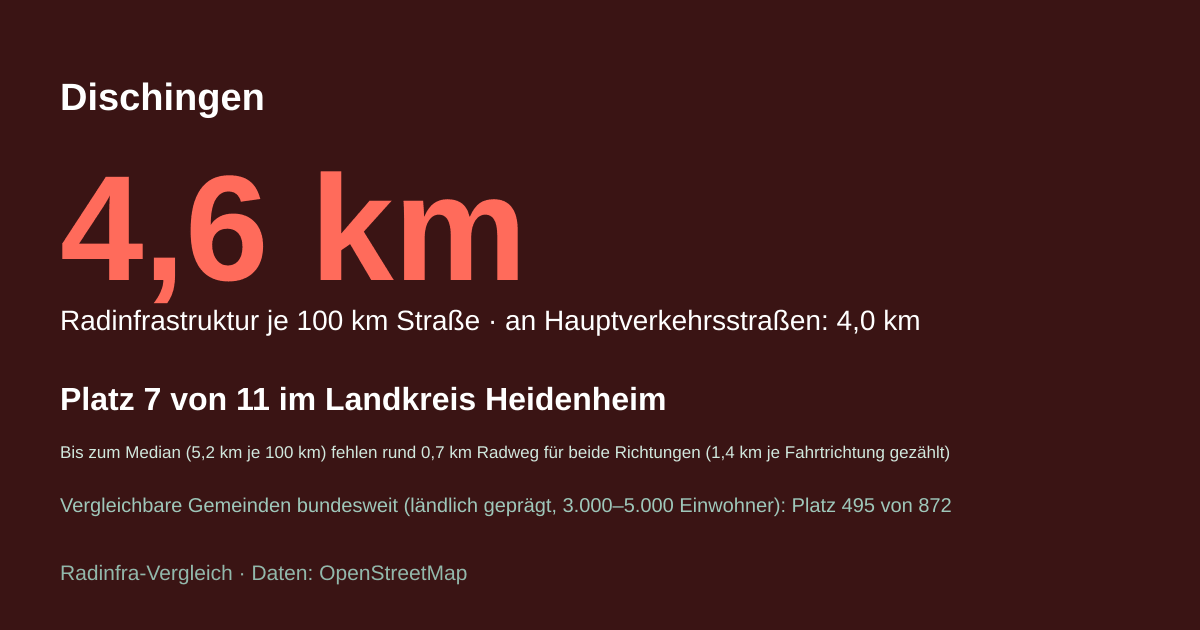 Dischingen
4,6 km
Radinfrastruktur je 100 km Straße · an Hauptverkehrsstraßen: 4,0 km
Platz 7 von 11 im Landkreis Heidenheim
Bis zum Median (5,2 km je 100 km) fehlen rund 0,7 km Radweg für beide Richtungen (1,4 km je Fahrtrichtung gezählt)
Vergleichbare Gemeinden bundesweit (ländlich geprägt, 3.000–5.000 Einwohner): Platz 495 von 872
Radinfra-Vergleich · Daten: OpenStreetMap